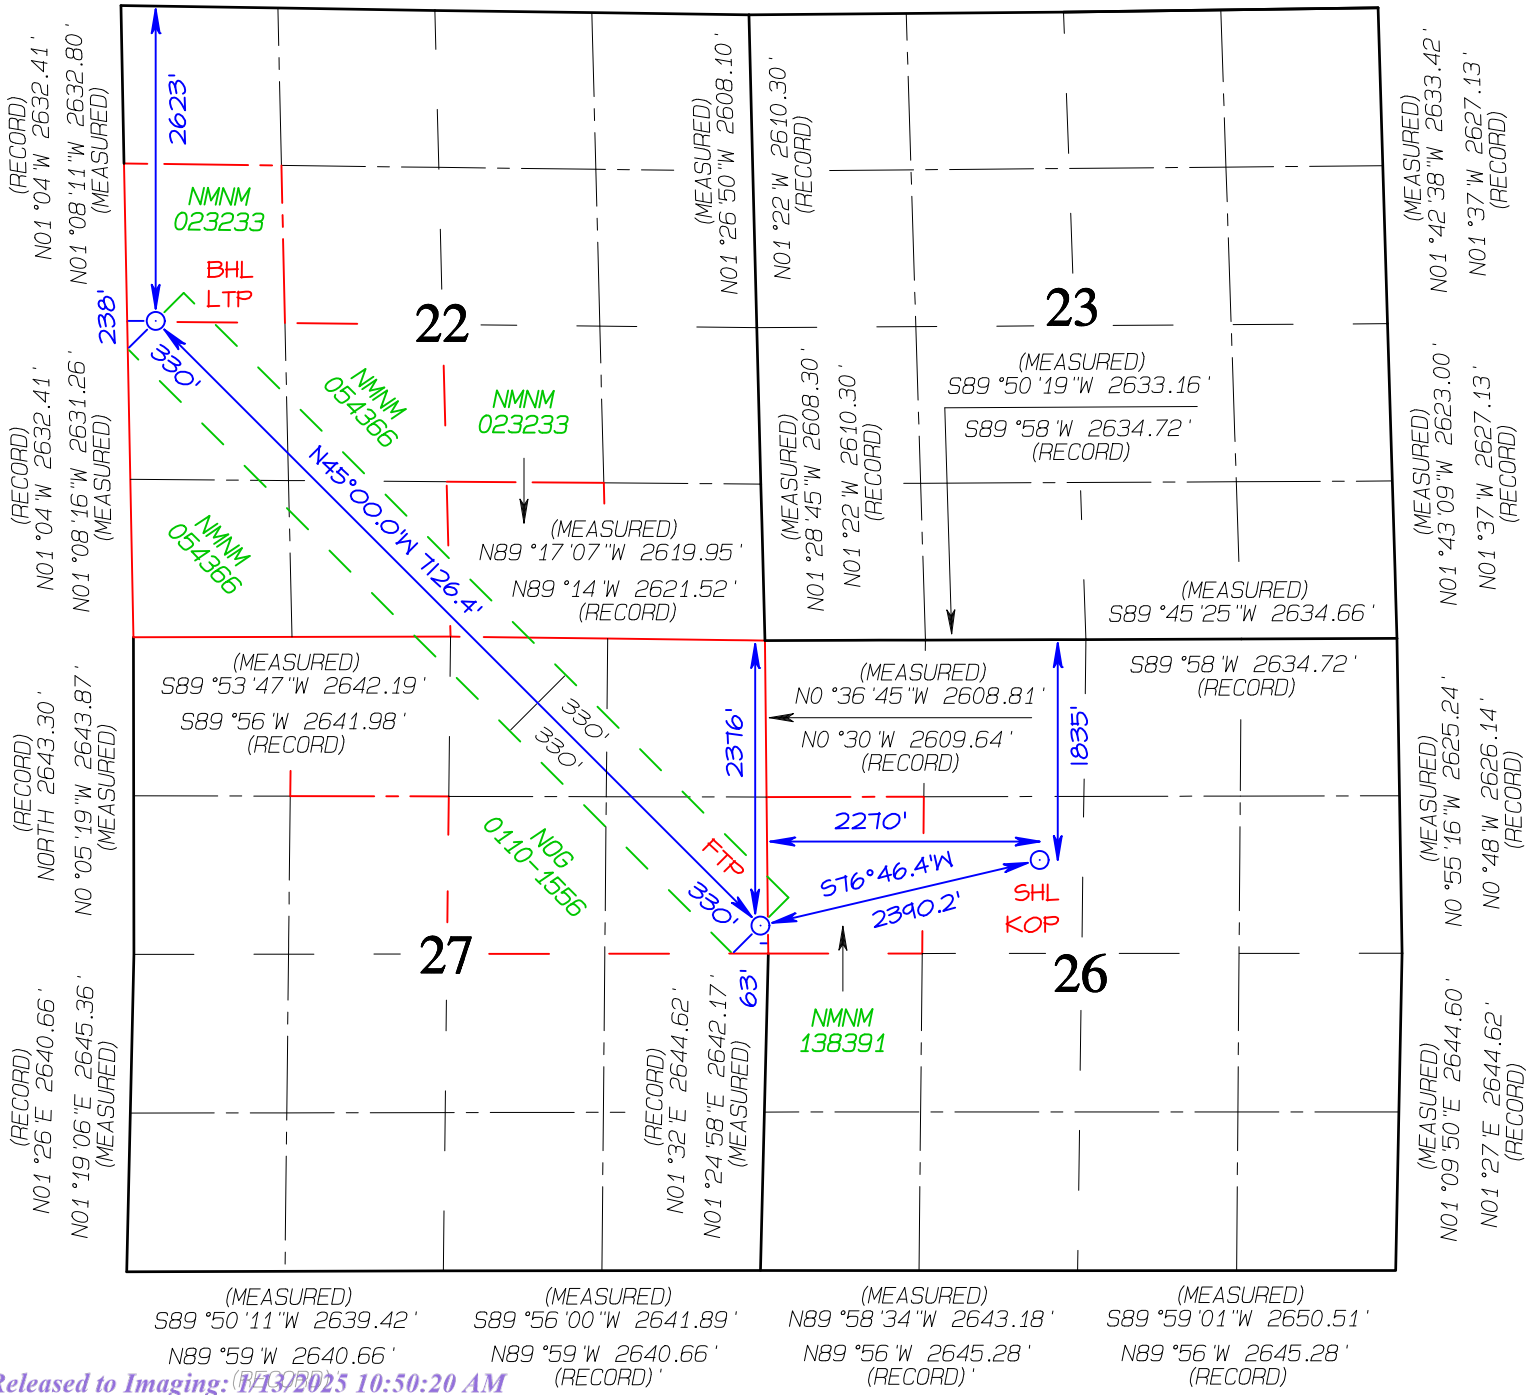 (RECORD)
N01°04'W 2632.41'
N01°08'11"W 2632.80'
(MEASURED)
2623'
(MEASURED)
N01°26'50"W 2608.10'
N01°22'W 2610.30'
(RECORD)
(MEASURED)
N01°42'38"W 2633.42'
N01°37'W 2627.13'
(RECORD)
NMNM
023233
BHL
LTP
238'
330'
22
23
(RECORD)
N01°04'W 2632.41'
N01°08'16"W 2631.26'
(MEASURED)
NMNM
054366
NMNM
023233
N45°00.0'W 7126.4'
NMNM
054366
(MEASURED)
N89°17'07"W 2619.95'
N89°14'W 2621.52'
(RECORD)
(MEASURED)
N01°28'45"W 2608.30'
N01°22'W 2610.30'
(RECORD)
(MEASURED)
S89°50'19"W 2633.16'
S89°58'W 2634.72'
(RECORD)
(MEASURED)
N01°43'09"W 2623.00'
N01°37'W 2627.13'
(RECORD)
(MEASURED)
S89°45'25"W 2634.66'
S89°58'W 2634.72'
(RECORD)
(MEASURED)
S89°53'47"W 2642.19'
S89°56'W 2641.98'
(RECORD)
(RECORD)
NORTH 2643.30'
N0°05'19"W 2643.87'
(MEASURED)
330'
330'
2376'
(MEASURED)
N0°36'45"W 2608.81'
N0°30'W 2609.64'
(RECORD)
1835'
(MEASURED)
N0°55'16"W 2625.24'
N0°48'W 2626.14'
(RECORD)
NOG
0110-1556
FTP
330'
2270'
S76°46.4'W
2390.2'
SHL
KOP
27
26
63'
NMNM
138391
(RECORD)
N01°26'E 2640.66'
N01°19'06"E 2645.36'
(MEASURED)
(RECORD)
N01°32'E 2644.62'
N01°24'58"E 2642.17'
(MEASURED)
(MEASURED)
N01°09'50"E 2644.60'
N01°27'E 2644.62'
(RECORD)
(MEASURED)
S89°50'11"W 2639.42'
N89°59'W 2640.66'
(RECORD)
(MEASURED)
S89°56'00"W 2641.89'
N89°59'W 2640.66'
(RECORD)
(MEASURED)
N89°58'34"W 2643.18'
N89°56'W 2645.28'
(RECORD)
(MEASURED)
S89°59'01"W 2650.51'
N89°56'W 2645.28'
(RECORD)
Released to Imaging: 1/13/2025 10:50:20 AM